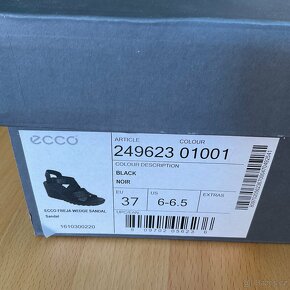 ecco
ARTICLE COLOUR
249623 01001
COLOUR DESCRIPTION
BLACK
NOIR
EU US EXTRAS
37 6-6.5
ECCO FREJA WEDGE SANDAL
Sandal
1610300220